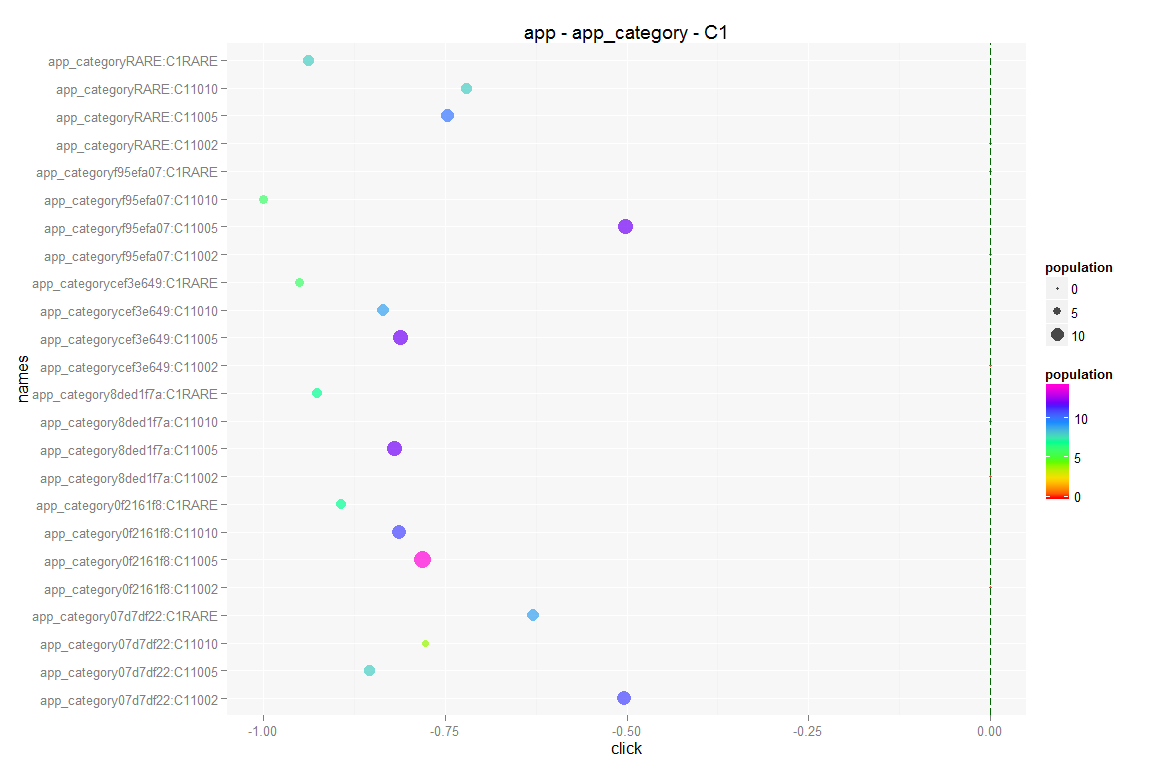 app - app_category - C1
app_categoryRARE:C1RARE
app_categoryRARE:C11010
app_categoryRARE:C11005
app_categoryRARE:C11002
app_categoryf95efa07:C1RARE
app_categoryf95efa07:C11010
app_categoryf95efa07:C11005
app_categoryf95efa07:C11002
app_categorycef3e649:C1RARE
app_categorycef3e649:C11010
app_categorycef3e649:C11005
app_categorycef3e649:C11002
app_category8ded1f7a:C1RARE
app_category8ded1f7a:C11010
app_category8ded1f7a:C11005
app_category8ded1f7a:C11002
app_category0f2161f8:C1RARE
app_category0f2161f8:C11010
app_category0f2161f8:C11005
app_category0f2161f8:C11002
app_category07d7df22:C1RARE
app_category07d7df22:C11010
app_category07d7df22:C11005
app_category07d7df22:C11002
names
-1.00 -0.75 -0.50 -0.25 0.00
click
population
0
5
10
population
10
5
0